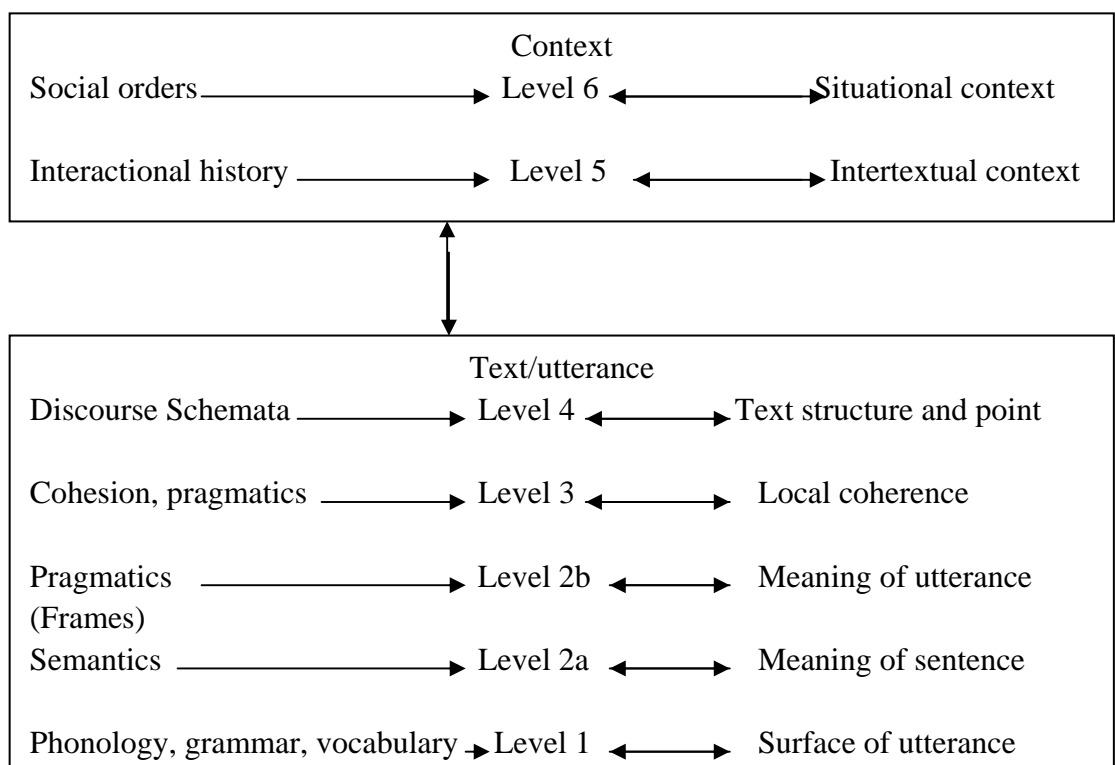 Context
Social orders Level 6 Situational context
Interactional history Level 5 Intertextual context
Text/utterance
Discourse Schemata Level 4 Text structure and point
Cohesion, pragmatics Level 3 Local coherence
Pragmatics Level 2b Meaning of utterance
(Frames)
Semantics Level 2a Meaning of sentence
Phonology, grammar, vocabulary Level 1 Surface of utterance